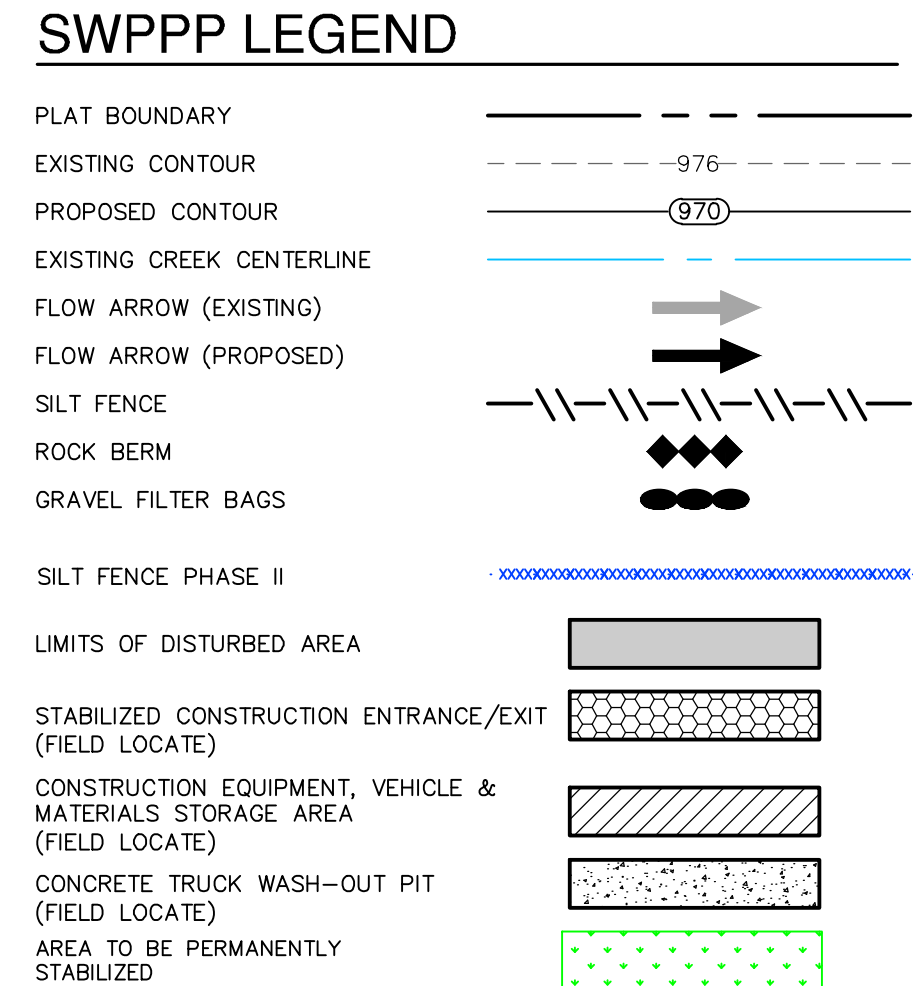 SWPPP LEGEND
PLAT BOUNDARY
EXISTING CONTOUR 976
PROPOSED CONTOUR 970
EXISTING CREEK CENTERLINE
FLOW ARROW (EXISTING)
FLOW ARROW (PROPOSED)
SILT FENCE
ROCK BERM
GRAVEL FILTER BAGS
SILT FENCE PHASE II
LIMITS OF DISTURBED AREA
STABILIZED CONSTRUCTION ENTRANCE/EXIT
(FIELD LOCATE)
CONSTRUCTION EQUIPMENT, VEHICLE &
MATERIALS STORAGE AREA
(FIELD LOCATE)
CONCRETE TRUCK WASH-OUT PIT
(FIELD LOCATE)
AREA TO BE PERMANENTLY
STABILIZED